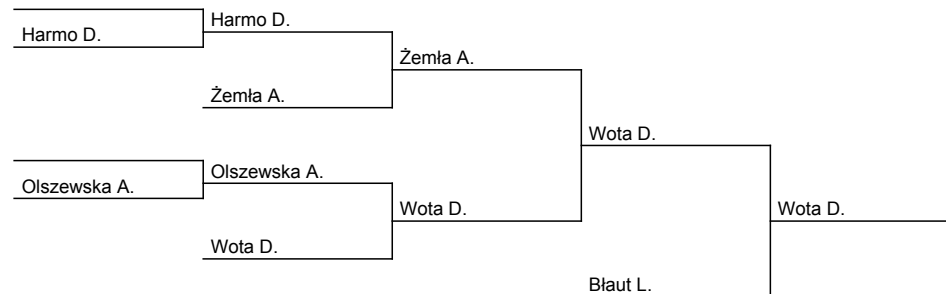 Harmo D.
Harmo D.
Żemła A.
Żemła A.
Wota D.
Olszewska A.
Olszewska A.
Wota D.
Wota D.
Wota D.
Błaut L.